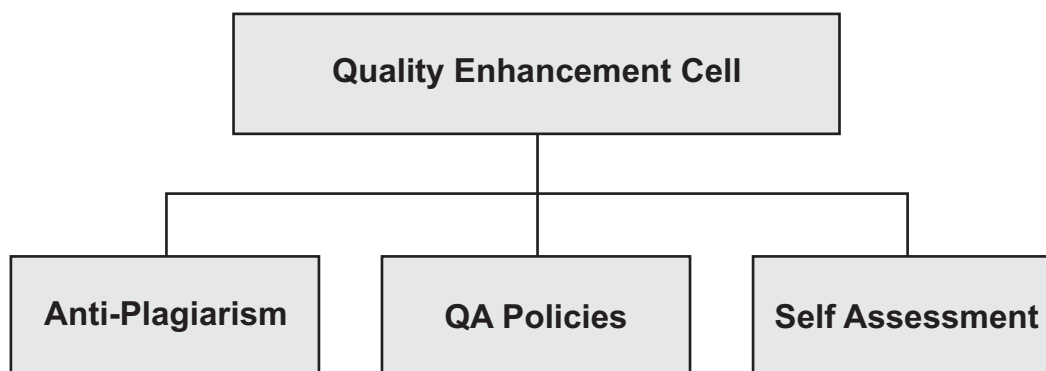 Quality Enhancement Cell
Anti-Plagiarism
QA Policies
Self Assessment